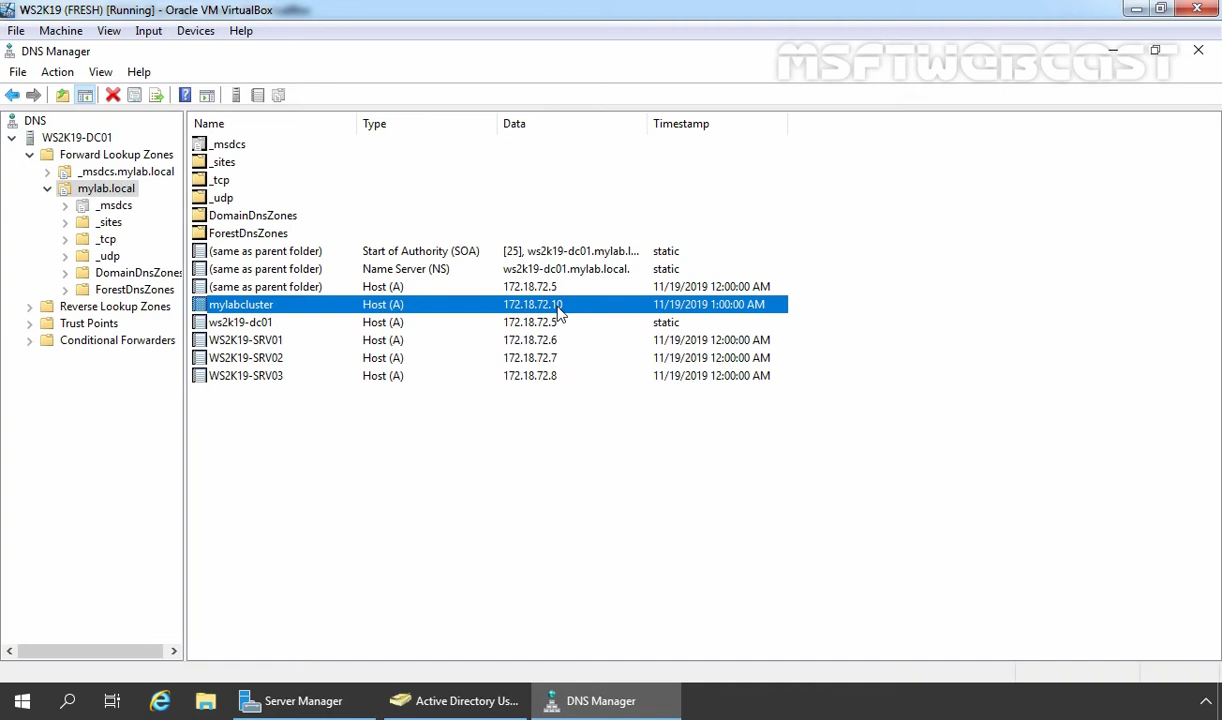 WS2K19 (FRESH) [Running] - Oracle VM VirtualBox
File Machine View Input Devices Help
DNS Manager
MSFTWEBCAST
File Action View Help
DNS
WS2K19-DC01
Forward Lookup Zones
_msdcs.mylab.local
mylab.local
_msdcs
_sites
_tcp
_udp
DomainDnsZones
ForestDnsZones
Reverse Lookup Zones
Trust Points
Conditional Forwarders
Name Type Data Timestamp
_msdcs
_sites
_tcp
_udp
DomainDnsZones
ForestDnsZones
(same as parent folder) Start of Authority (SOA) [25], ws2k19-dc01.mylab.l... static
(same as parent folder) Name Server (NS) ws2k19-dc01.mylab.local. static
(same as parent folder) Host (A) 172.18.72.5 11/19/2019 12:00:00 AM
mylabcluster Host (A) 172.18.72.10 11/19/2019 1:00:00 AM
ws2k19-dc01 Host (A) 172.18.72.5 static
WS2K19-SRV01 Host (A) 172.18.72.6 11/19/2019 12:00:00 AM
WS2K19-SRV02 Host (A) 172.18.72.7 11/19/2019 12:00:00 AM
WS2K19-SRV03 Host (A) 172.18.72.8 11/19/2019 12:00:00 AM
Server Manager Active Directory Us... DNS Manager